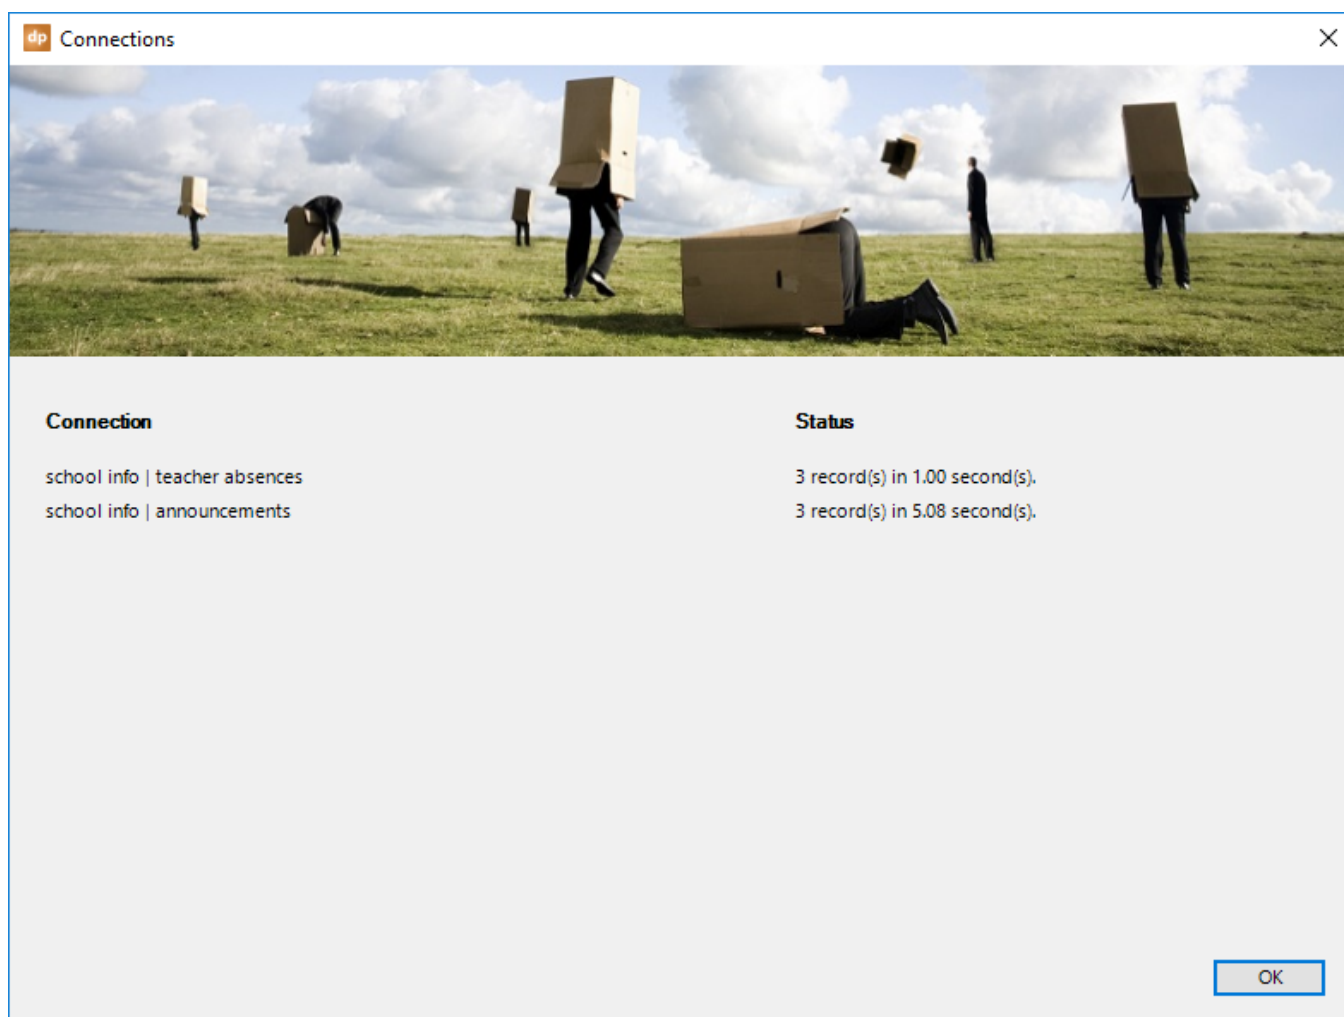 dp Connections
Connection Status
school info | teacher absences 3 record(s) in 1.00 second(s).
school info | announcements 3 record(s) in 5.08 second(s).
OK